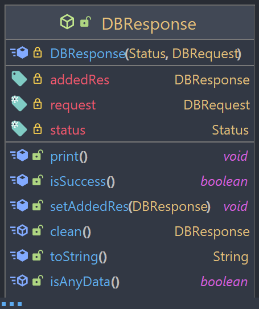 DBResponse
DBResponse(Status, DBRequest)
addedRes DBResponse
request DBRequest
status Status
print() void
isSuccess() boolean
setAddedRes(DBResponse) void
clean() DBResponse
toString() String
isAnyData() boolean